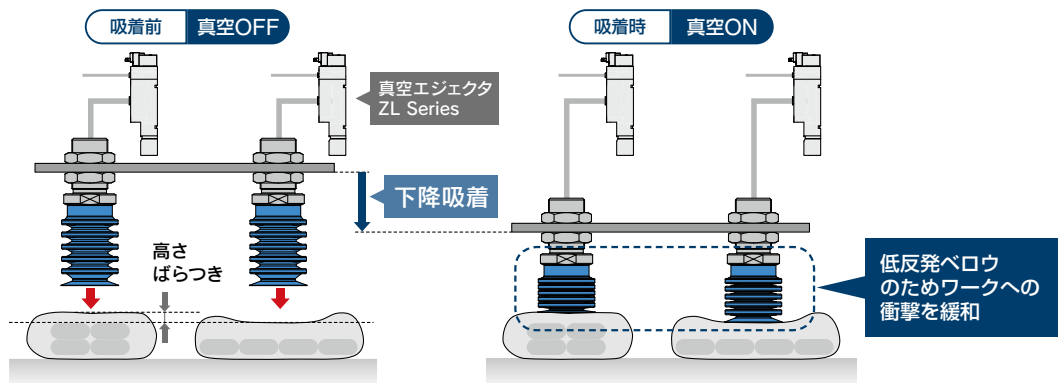 吸着前 真空OFF
吸着時 真空ON
真空エジェクタ
ZL Series
下降吸着
高さ
ばらつき
低反発ベロウ
のためワークへの
衝撃を緩和